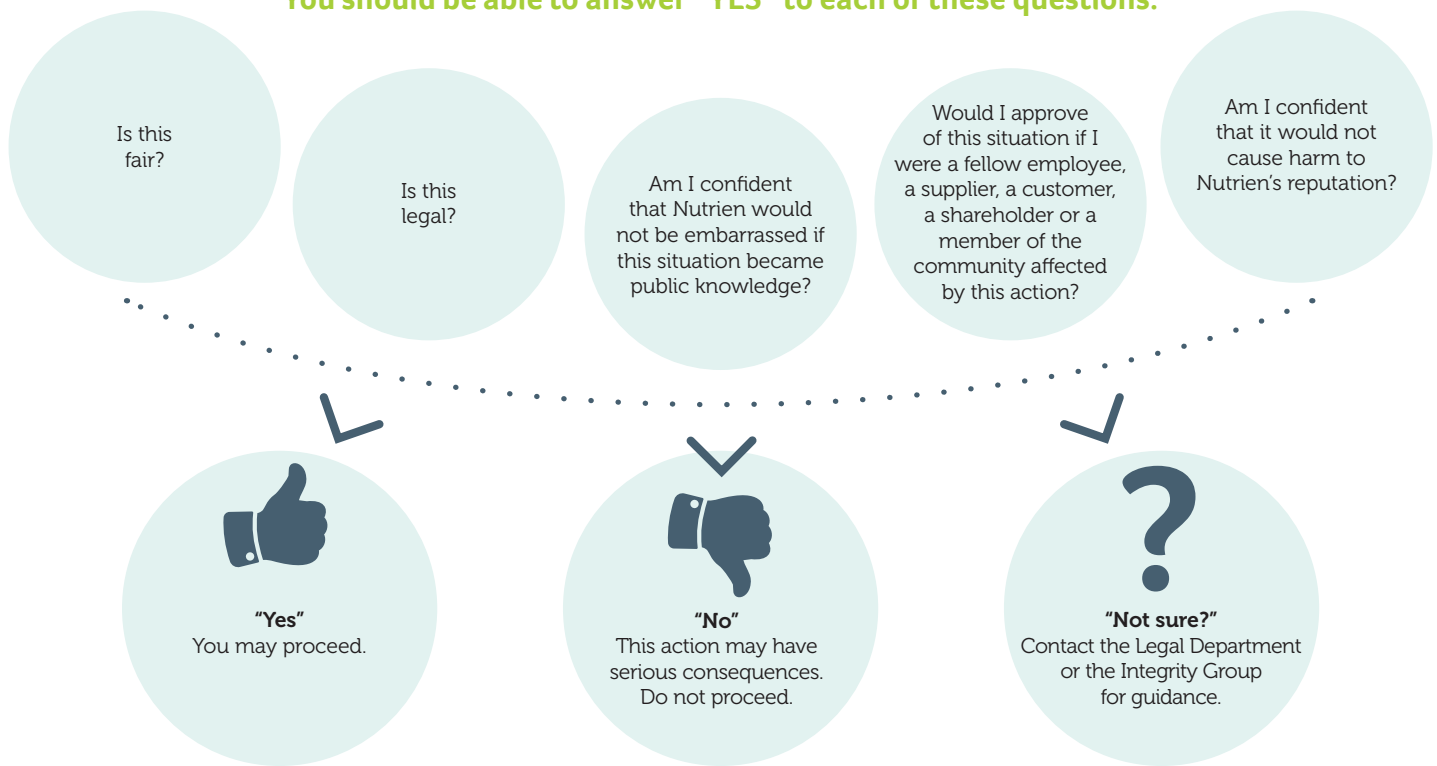 You should be able to answer "YES" to each of these questions:
Is this
fair?
Is this
legal?
Am I confident
that Nutrien would
not be embarrassed if
this situation became
public knowledge?
Would I approve
of this situation if I
were a fellow employee,
a supplier, a customer,
a shareholder or a
member of the
community affected
by this action?
Am I confident
that it would not
cause harm to
Nutrien's reputation?
"Yes"
You may proceed.
"No"
This action may have
serious consequences.
Do not proceed.
?
"Not sure?"
Contact the Legal Department
or the Integrity Group
for guidance.